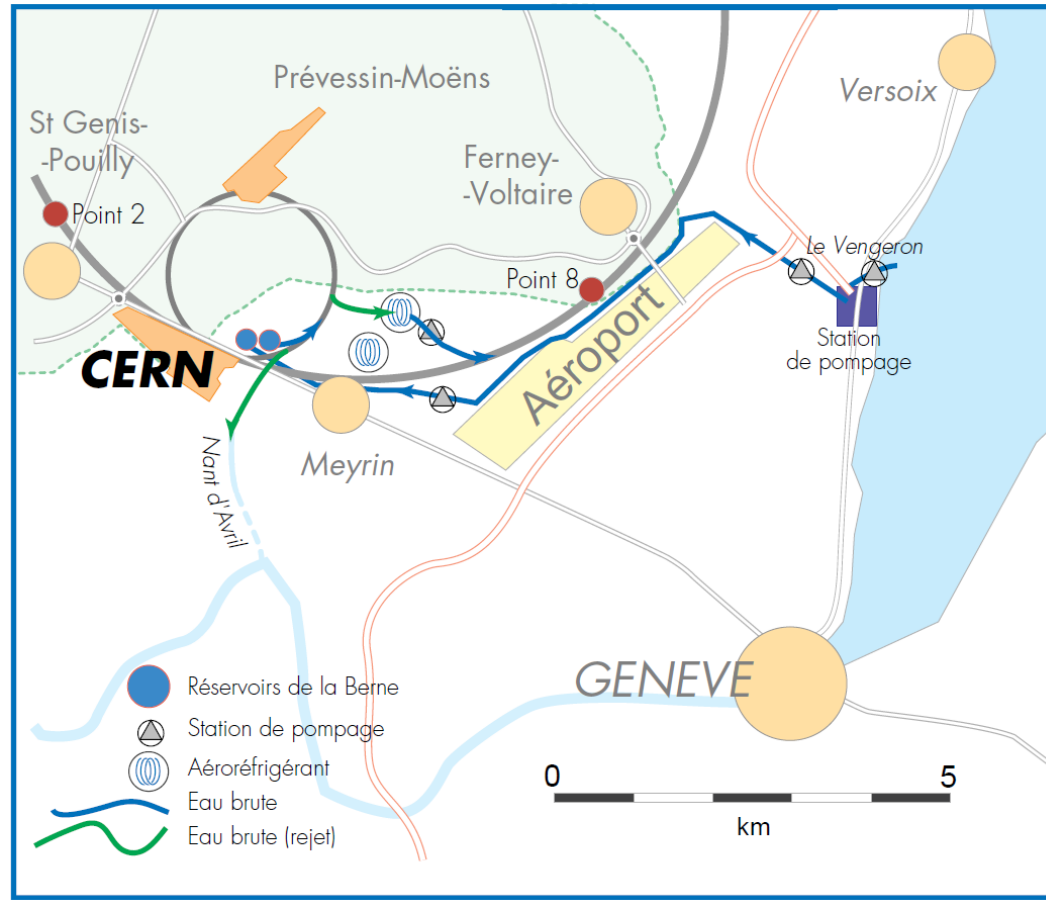 Prévessin-Moëns
Versoix
St Genis-
-Pouilly
Ferney-
-Voltaire
Point 2
Le Vengeron
Point 8
Aéroport
Station
de pompage
CERN
Meyrin
Nant d'Avril
GENEVE
Réservoirs de la Berne
Station de pompage
Aéroréfrigérant
Eau brute
Eau brute (rejet)
0
5
km